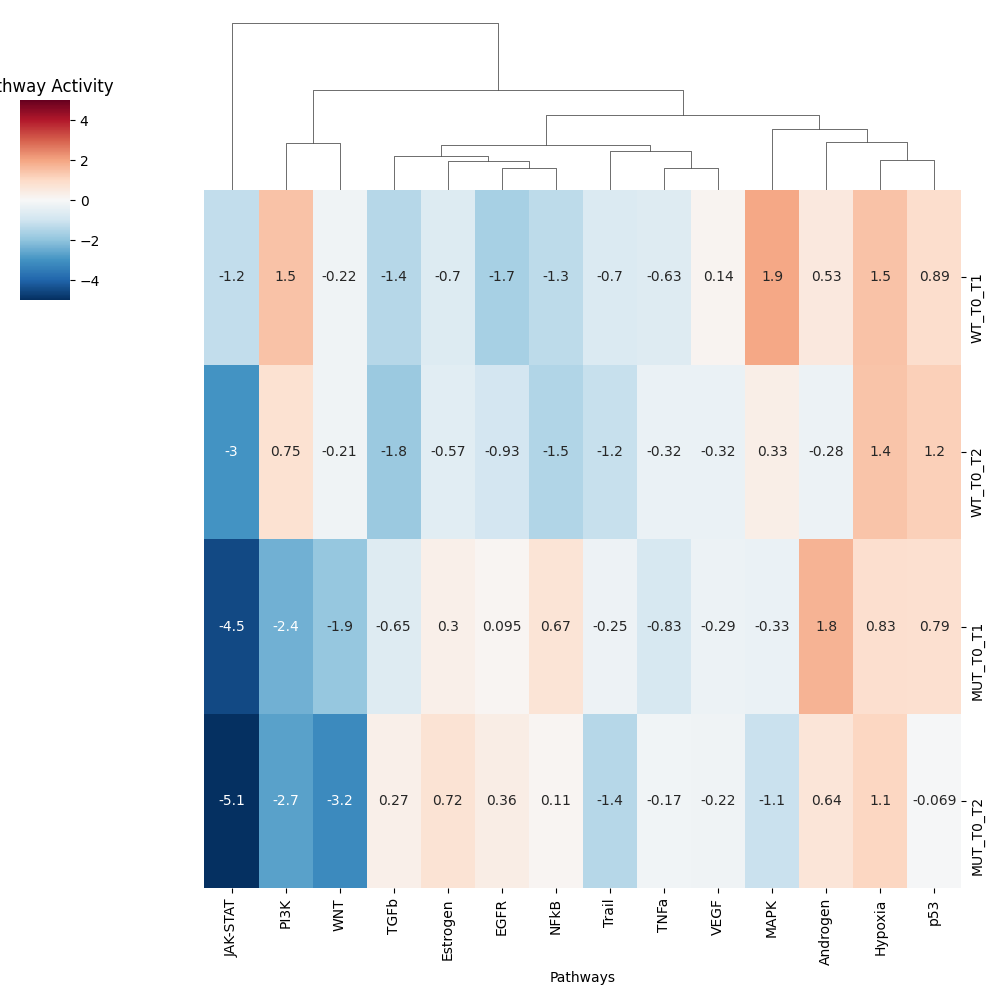 thway Activity
4
2
0
−2
−4
-1.2 1.5 -0.22 -1.4 -0.7 -1.7 -1.3 -0.7 -0.63 0.14 1.9 0.53 1.5 0.89
WT_T0_T1
-3 0.75 -0.21 -1.8 -0.57 -0.93 -1.5 -1.2 -0.32 -0.32 0.33 -0.28 1.4 1.2
WT_T0_T2
-4.5 -2.4 -1.9 -0.65 0.3 0.095 0.67 -0.25 -0.83 -0.29 -0.33 1.8 0.83 0.79
MUT_T0_T1
-5.1 -2.7 -3.2 0.27 0.72 0.36 0.11 -1.4 -0.17 -0.22 -1.1 0.64 1.1 -0.069
MUT_T0_T2
JAK-STAT
PI3K
WNT
TGFb
Estrogen
EGFR
NFkB
Trail
TNFa
VEGF
MAPK
Androgen
Hypoxia
p53
Pathways